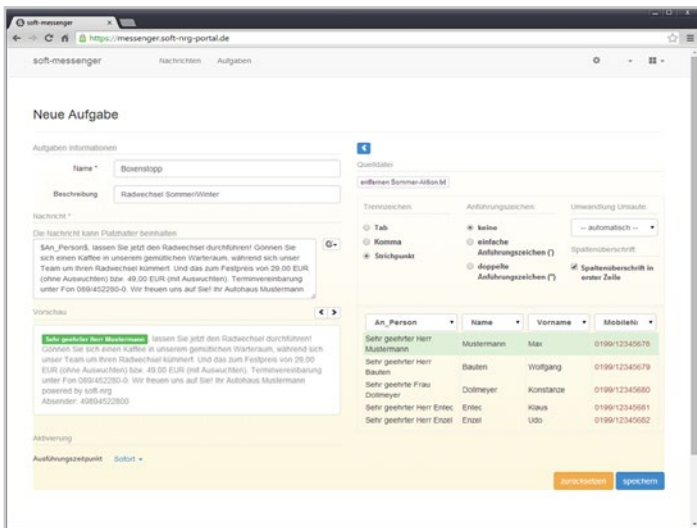 soft-messenger
https://messenger.soft-nrg-portal.de
soft-messenger Nachrichten Aufgaben
Neue Aufgabe
Aufgaben Informationen
Name * Boxenstopp
Beschreibung Radwechsel Sommer/Winter
Nachricht *
Die Nachricht kann Platzhalter beinhalten
$An_Person$, lassen Sie jetzt den Radwechsel durchführen! Gönnen Sie
sich einen Kaffee in unserem gemütlichen Warteraum, während sich unser
Team um Ihren Radwechsel kümmert. Und das zum Festpreis von 29,00 EUR
(ohne Auswuchten) bzw. 49,00 EUR (mit Auswuchten). Terminvereinbarung
unter Fon 089/452280-0. Wir freuen uns auf Sie! Ihr Autohaus Mustermann
Vorschau
Sehr geehrter Herr Mustermann, lassen Sie jetzt den Radwechsel durchführen!
Gönnen Sie sich einen Kaffee in unserem gemütlichen Warteraum, während sich
unser Team um Ihren Radwechsel kümmert. Und das zum Festpreis von 29,00
EUR (ohne Auswuchten) bzw. 49,00 EUR (mit Auswuchten). Terminvereinbarung
unter Fon 089/452280-0. Wir freuen uns auf Sie! Ihr Autohaus Mustermann
powered by soft-nrg
Absender: 49894522800
Aktivierung
Ausführungszeitpunkt Sofort
Quelldatei
entfernen Sommer-Aktion.txt
Trennzeichen:
Tab
Komma
Strichpunkt
Anführungszeichen:
keine
einfache
Anführungszeichen (')
doppelte
Anführungszeichen (")
Umwandlung Umlaute:
-- automatisch --
Spaltenüberschrift:
Spaltenüberschrift in
erster Zeile
An_Person Name Vorname MobileNr
Sehr geehrter Herr
Mustermann Mustermann Max 0199/12345678
Sehr geehrter Herr
Bauten Bauten Wolfgang 0199/12345679
Sehr geehrte Frau
Dollmeyer Dollmeyer Konstanze 0199/12345680
Sehr geehrter Herr Entec Entec Klaus 0199/12345681
Sehr geehrter Herr Enzel Enzel Udo 0199/12345682
zurücksetzen speichern